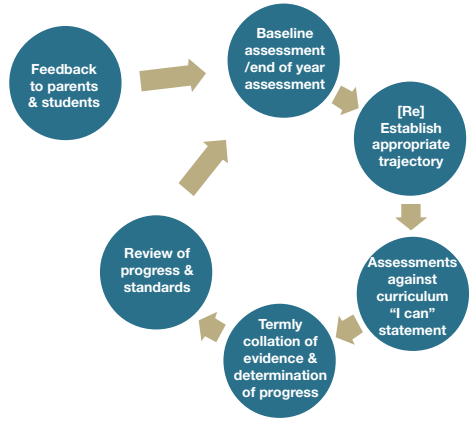 Baseline
assessment
/end of year
assessment
Feedback
to parents
& students
[Re]
Establish
appropriate
trajectory
Assessments
against
curriculum
“I can”
statement
Termly
collation of
evidence &
determination
of progress
Review of
progress &
standards